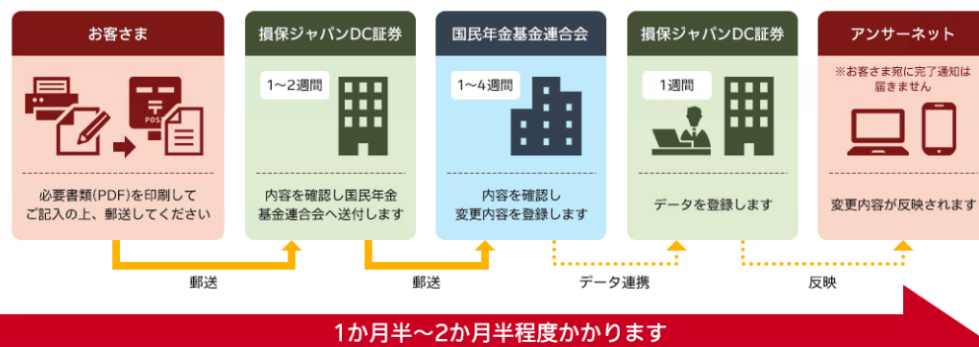 お客さま
損保ジャパンDC証券
国民年金基金連合会
損保ジャパンDC証券
アンサーネット
1～2週間
1～4週間
1週間
※お客さま宛に完了通知は
届きません
〒
POST
必要書類(PDF)を印刷して
ご記入の上、郵送してください
内容を確認し国民年金
基金連合会へ送付します
内容を確認し
変更内容を登録します
データを登録します
変更内容が反映されます
郵送
郵送
データ連携
反映
1か月半～2か月半程度かかります